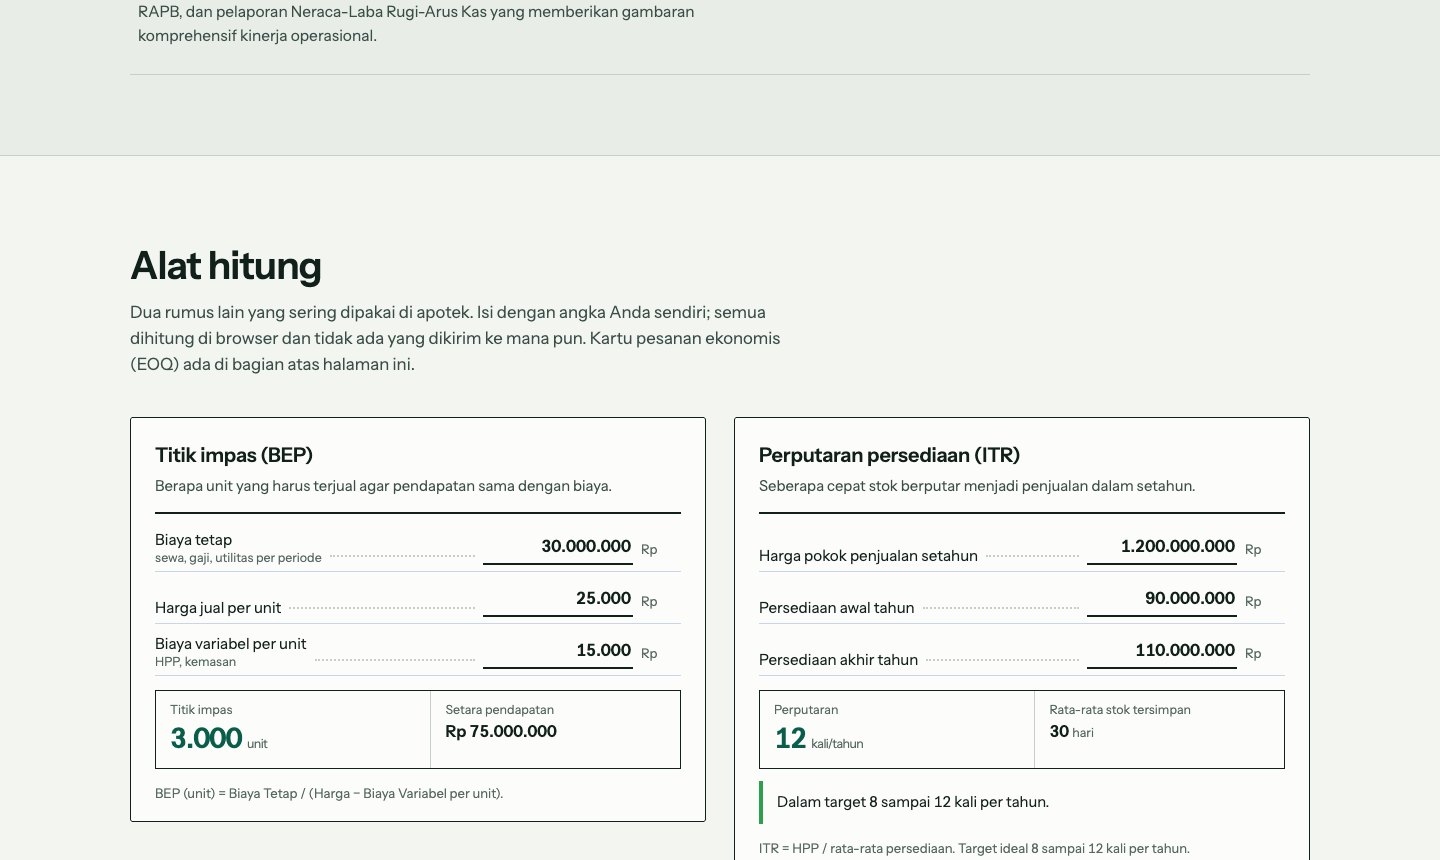 RAPB, dan pelaporan Neraca-Laba Rugi-Arus Kas yang memberikan gambaran
komprehensif kinerja operasional.
Alat hitung
Dua rumus lain yang sering dipakai di apotek. Isi dengan angka Anda sendiri; semua
dihitung di browser dan tidak ada yang dikirim ke mana pun. Kartu pesanan ekonomis
(EOQ) ada di bagian atas halaman ini.
Titik impas (BEP)
Berapa unit yang harus terjual agar pendapatan sama dengan biaya.
Biaya tetap
sewa, gaji, utilitas per periode
30.000.000 Rp
Harga jual per unit 25.000 Rp
Biaya variabel per unit
HPP, kemasan
15.000 Rp
Titik impas
3.000 unit
Setara pendapatan
Rp 75.000.000
BEP (unit) = Biaya Tetap / (Harga − Biaya Variabel per unit).
Perputaran persediaan (ITR)
Seberapa cepat stok berputar menjadi penjualan dalam setahun.
Harga pokok penjualan setahun 1.200.000.000 Rp
Persediaan awal tahun 90.000.000 Rp
Persediaan akhir tahun 110.000.000 Rp
Perputaran
12 kali/tahun
Rata-rata stok tersimpan
30 hari
Dalam target 8 sampai 12 kali per tahun.
ITR = HPP / rata-rata persediaan. Target ideal 8 sampai 12 kali per tahun.